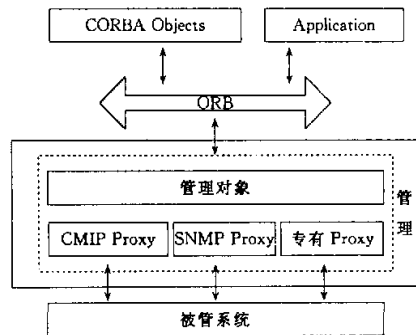 CORBA Objects
Application
ORB
管理对象
管理
CMIP Proxy
SNMP Proxy
专有 Proxy
被管系统